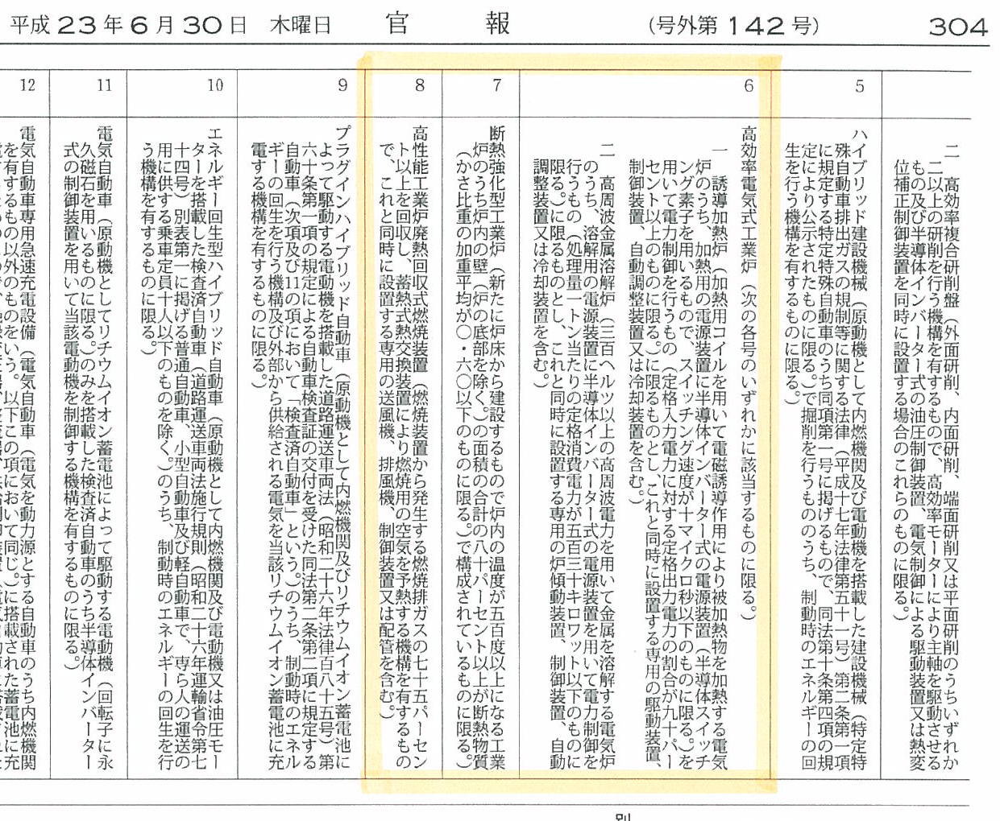 平成23年6月30日 木曜日 官報 (号外第142号) 304
二 高効率複合研削盤(外面研削、内面研削、端面研削又は平面研削のうちいずれか
二以上の研削を行う機構を有するもので、高効率モーターにより主軸を駆動させる
もの及び半導体インバーター式の油圧制御装置、電気制御による駆動装置又は熱変
位補正制御装置を同時に設置する場合のこれらのものに限る。)
5
ハイブリッド建設機械(原動機として内燃機関及び電動機を搭載した建設機械(特定特
殊自動車排出ガスの規制等に関する法律(平成十七年法律第五十一号)第二条第一項
に規定する特定特殊自動車のうち同項第一号に掲げるもので、同法第十条第四項の規
定により公示されたものに限る。)で掘削を行うもののうち、制動時のエネルギーの回
生を行う機構を有するものに限る。)
6
高効率電気式工業炉(次の各号のいずれかに該当するものに限る。)
一 誘導加熱炉(加熱用コイルを用いて電磁誘導作用により被加熱物を加熱する電気
炉のうち、加熱用の電源装置に半導体インバーター式の電源装置(半導体スイッチ
ング素子を用いるもので、スイッチング速度が十マイクロ秒以下のものに限る。)を
用いて電力制御を行うもの(定格入力電力に対する定格出力電力の割合が九十パー
セント以上のものに限る。)に限るものとし、これと同時に設置する専用の駆動装置、
制御装置、自動調整装置又は冷却装置を含む。)
二 高周波金属溶解炉(三百ヘルツ以上の高周波電力を用いて金属を溶解する電気炉
のうち、溶解用の電源装置に半導体インバーター式の電源装置を用いて電力制御を
行うもの(処理量一トン当たりの定格消費電力が五百三十キロワット以下のものに
限る。)に限るものとし、これと同時に設置する専用の炉傾動装置、制御装置、自動
調整装置又は冷却装置を含む。)
7
断熱強化型工業炉(新たに炉床から建設するもので炉内の温度が五百度以上になる工業
炉のうち炉内の壁(炉の底部を除く。)の面積の合計の八十パーセント以上が断熱物質
(かさ比重の加重平均が〇・六〇以下のものに限る。)で構成されているものに限る。)
8
高性能工業炉廃熱回収式燃焼装置(燃焼装置から発生する燃焼排ガスの七十五パーセン
ト以上を回収し、蓄熱式熱交換装置により燃焼用の空気を予熱する機構を有するもの
で、これと同時に設置する専用の送風機、排風機、制御装置又は配管を含む。)
9
プラグインハイブリッド自動車(原動機として内燃機関及びリチウムイオン蓄電池に
よって駆動する電動機を搭載した道路運送車両法(昭和二十六年法律百八十五号)第
六十条第一項の規定による自動車検査証の交付を受けた同法第二条第二項に規定する
自動車(次項及び11の項において「検査済自動車」という。)のうち、制動時のエネル
ギーの回生を行う機構及び外部から供給される電気を当該リチウムイオン蓄電池に充
電する機構を有するものに限る。)
10
エネルギー回生型ハイブリッド自動車(原動機として内燃機関及び電動機又は油圧モー
ターを搭載した検査済自動車(道路運送車両法施行規則(昭和二十六年運輸省令第七
十四号)別表第一に掲げる普通自動車、小型自動車及び軽自動車で、専ら人の運送の
用に供する乗車定員十人以下のものを除く。)のうち、制動時のエネルギーの回生を行
う機構を有するものに限る。)
11
電気自動車(原動機としてリチウムイオン蓄電池によって駆動する電動機(回転子に永
久磁石を用いるものに限る。)のみを搭載した検査済自動車のうち半導体インバーター
式の制御装置を用いて当該電動機を制御する機構を有するものに限る。)
12
電気自動車専用急速充電設備(電気自動車(電気を動力源とする自動車のうち内燃機関
を有するもの以外のものをいう。以下この項において同じ。)に搭載された蓄電池に充